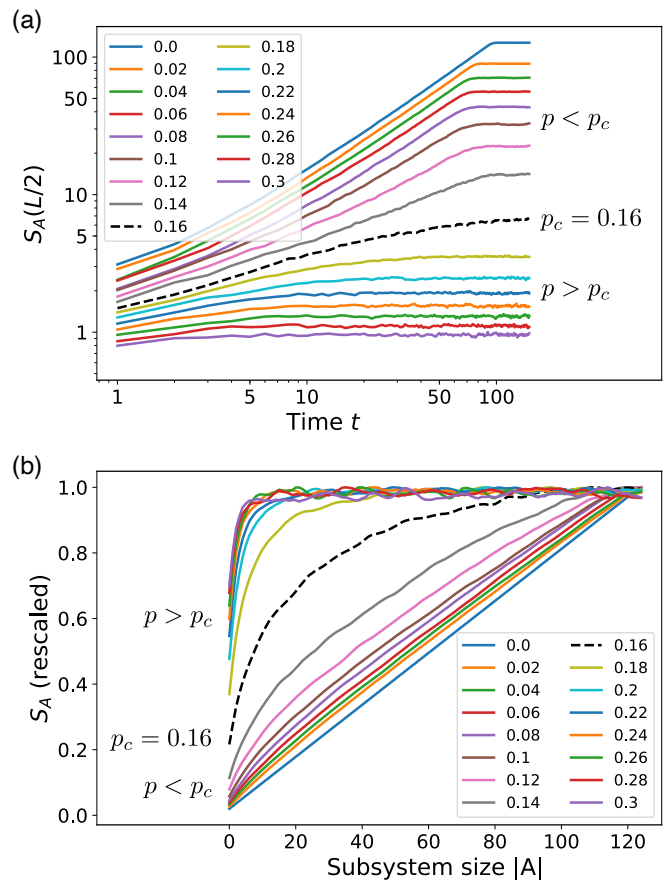 (a)
100
50
10
5
1
S_A(L/2)
0.0 0.18
0.02 0.2
0.04 0.22
0.06 0.24
0.08 0.26
0.1 0.28
0.12 0.3
0.14
0.16
p < p_c
p_c = 0.16
p > p_c
1 5 10 50 100
Time t
(b)
1.0
0.8
0.6
0.4
0.2
0.0
S_A (rescaled)
p > p_c
p_c = 0.16
p < p_c
0.0 0.16
0.02 0.18
0.04 0.2
0.06 0.22
0.08 0.24
0.1 0.26
0.12 0.28
0.14 0.3
0 20 40 60 80 100 120
Subsystem size |A|